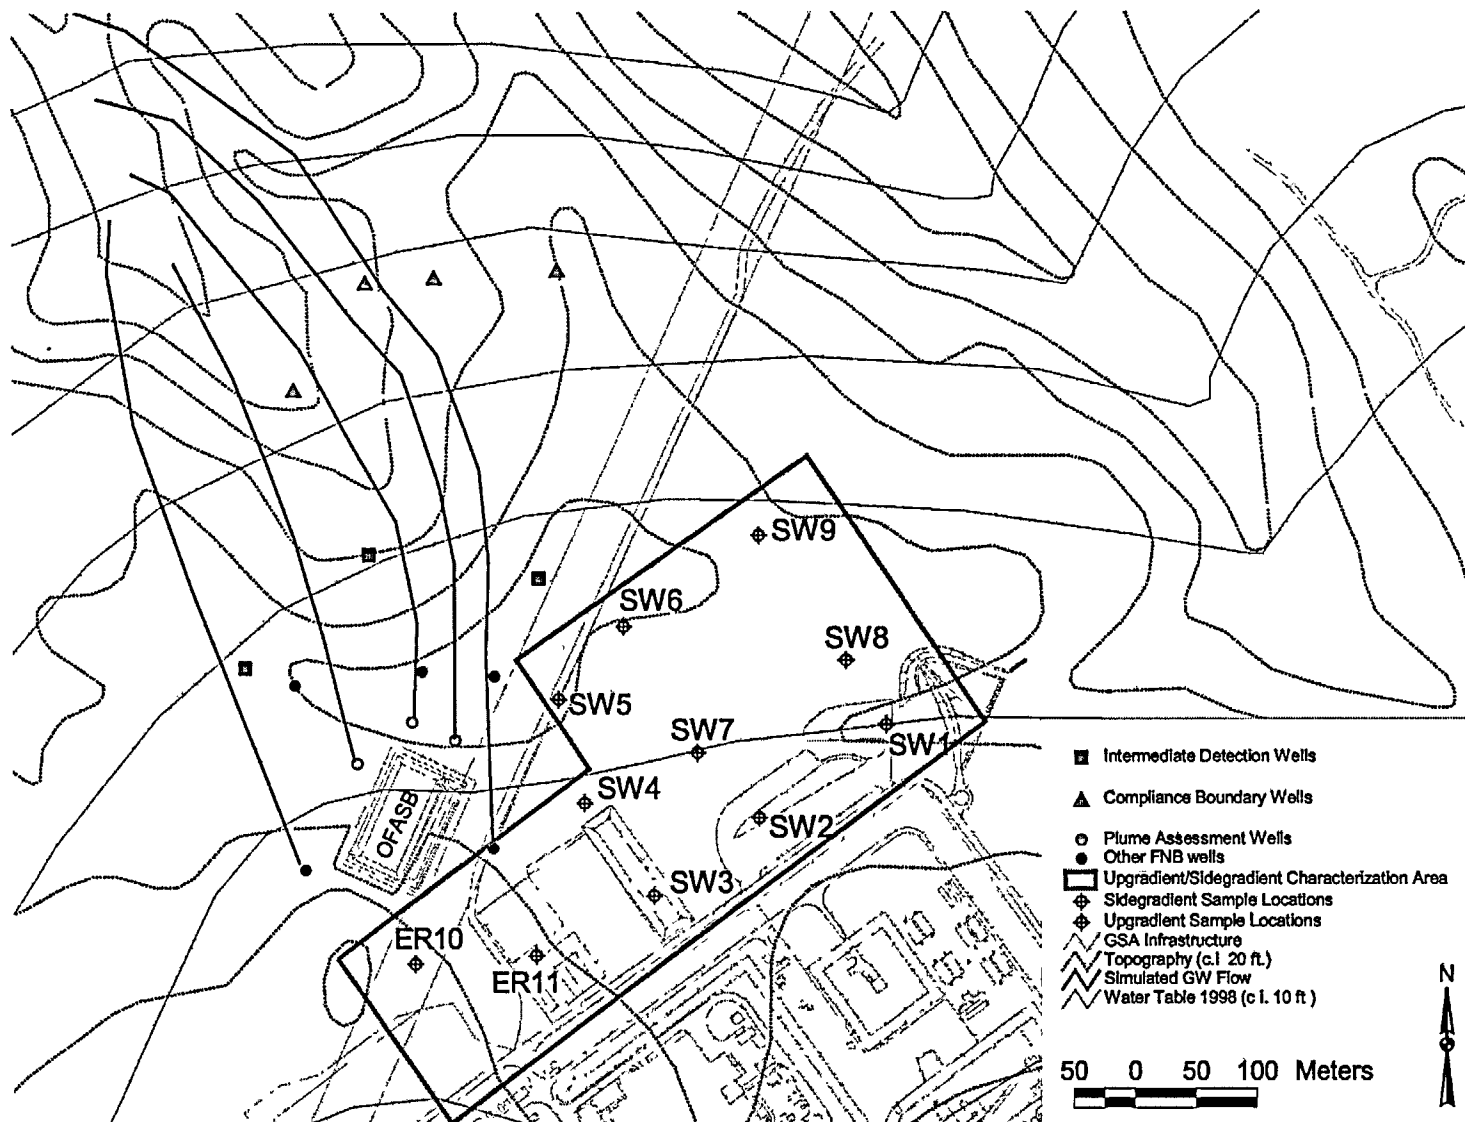 SW9
SW6
SW8
SW5
SW7
SW1
SW4
SW2
OFASB
SW3
ER10
ER11
Intermediate Detection Wells
Compliance Boundary Wells
Plume Assessment Wells
Other FNB wells
Upgradient/Sidegradient Characterization Area
Sidegradient Sample Locations
Upgradient Sample Locations
GSA Infrastructure
Topography (c.I 20 ft.)
Simulated GW Flow
Water Table 1998 (c I. 10 ft )
N
50 0 50 100 Meters